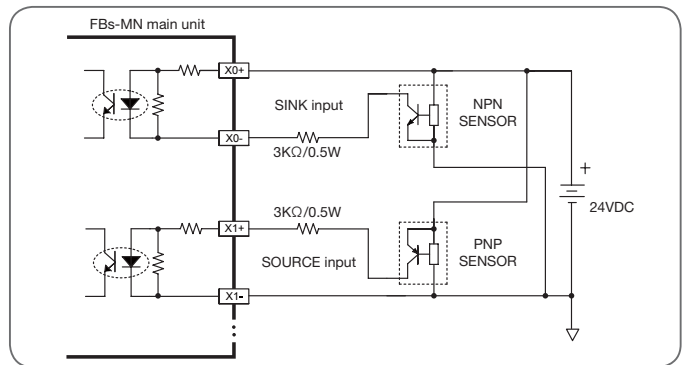 FBs-MN main unit
X0+
SINK input
NPN
SENSOR
X0-
3KΩ/0.5W
+
24VDC
3KΩ/0.5W
X1+
SOURCE input
PNP
SENSOR
X1-